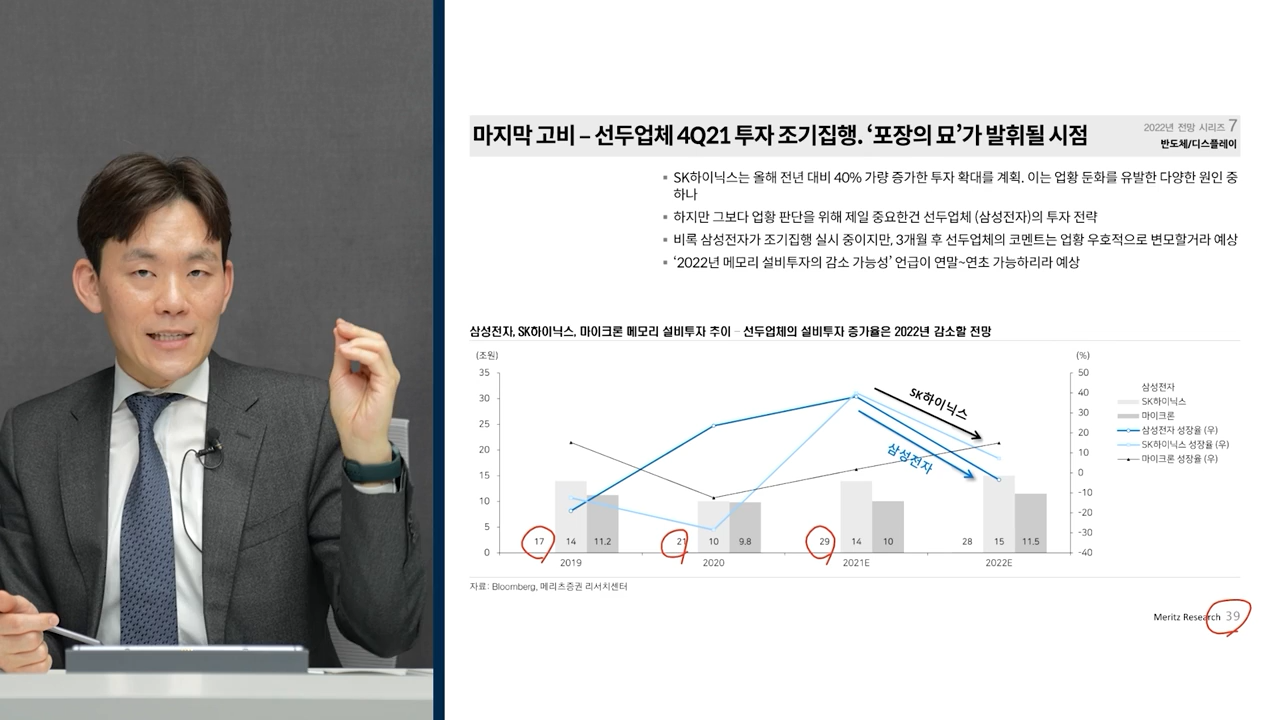 마지막 고비 – 선두업체 4Q21 투자 조기집행. ‘포장의 묘’가 발휘될 시점
2022년 전망 시리즈 7
반도체/디스플레이
▪ SK하이닉스는 올해 전년 대비 40% 가량 증가한 투자 확대를 계획. 이는 업황 둔화를 유발한 다양한 원인 중
하나
▪ 하지만 그보다 업황 판단을 위해 제일 중요한건 선두업체 (삼성전자)의 투자 전략
▪ 비록 삼성전자가 조기집행 실시 중이지만, 3개월 후 선두업체의 코멘트는 업황 우호적으로 변모할거라 예상
▪ ‘2022년 메모리 설비투자의 감소 가능성’ 언급이 연말~연초 가능하리라 예상
삼성전자, SK하이닉스, 마이크론 메모리 설비투자 추이 – 선두업체의 설비투자 증가율은 2022년 감소할 전망
(조원)
(%)
35
30
25
20
15
10
5
0
50
40
30
20
10
0
-10
-20
-30
-40
SK하이닉스
삼성전자
17 14 11.2
21 10 9.8
29 14 10
28 15 11.5
2019 2020 2021E 2022E
삼성전자
SK하이닉스
마이크론
삼성전자 성장율 (우)
SK하이닉스 성장율 (우)
마이크론 성장율 (우)
자료: Bloomberg, 메리츠증권 리서치센터
Meritz Research 39